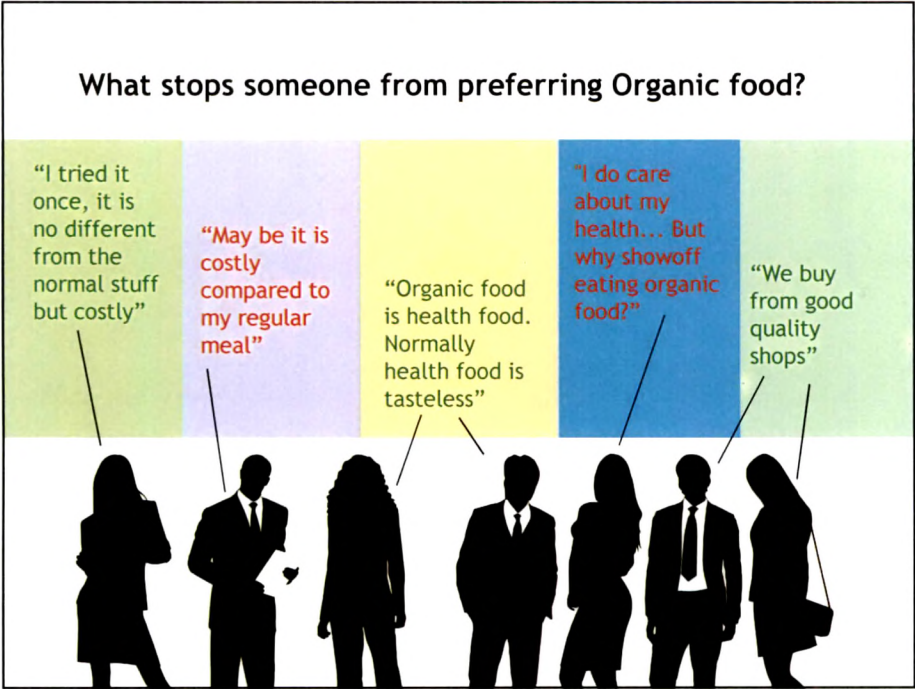 What stops someone from preferring Organic food?
“I tried it
once, it is
no different
from the
normal stuff
but costly”
“May be it is
costly
compared to
my regular
meal”
“Organic food
is health food.
Normally
health food is
tasteless”
"I do care
about my
health... But
why showoff
eating organic
food?”
“We buy
from good
quality
shops”